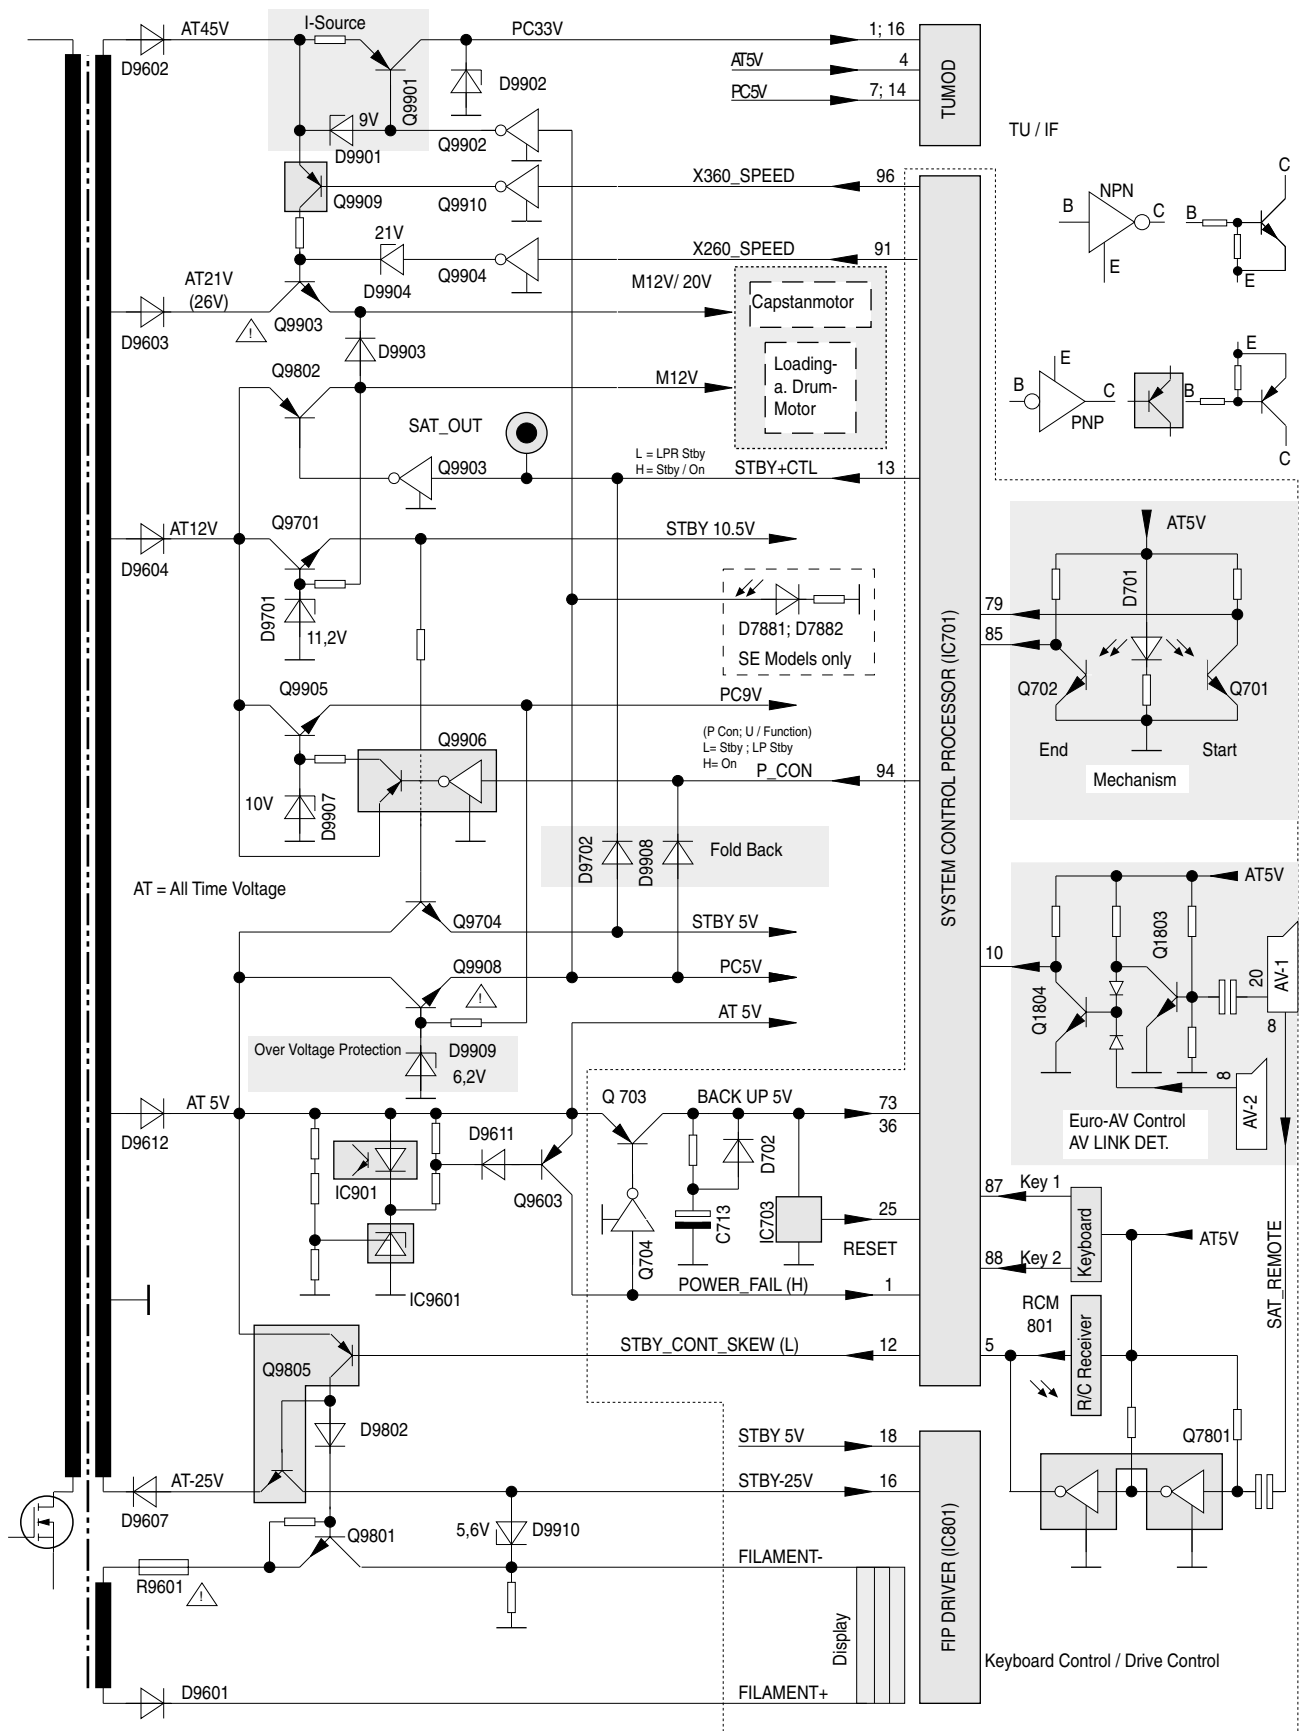 I-Source
AT45V
PC33V
1; 16
D9602
Q9901
D9902
AT5V
4
PC5V
7; 14
TUMOD
9V
D9901
Q9902
TU / IF
X360_SPEED
96
Q9909
Q9910
NPN
B
C
E
B
C
E
21V
X260_SPEED
91
Q9904
D9904
AT21V
(26V)
M12V/ 20V
Capstanmotor
D9603
Q9903
D9903
Q9802
M12V
Loading-
a. Drum-
Motor
E
B
C
PNP
B
E
C
SAT_OUT
Q9903
L = LPR Stby
H = Stby / On
STBY+CTL
13
AT12V
Q9701
STBY 10.5V
AT5V
D9604
D9701
11,2V
D7881; D7882
SE Models only
79
85
D701
Q702
Q701
End
Start
Mechanism
Q9905
PC9V
Q9906
(P Con; U / Function)
L= Stby ; LP Stby
H= On
P_CON
94
10V
D9907
SYSTEM CONTROL PROCESSOR (IC701)
D9702
D9908
Fold Back
AT = All Time Voltage
AT5V
Q9704
STBY 5V
Q1803
10
Q1804
20
AV-1
8
Q9908
PC5V
AT 5V
Over Voltage Protection
D9909
6,2V
8
AV-2
Euro-AV Control
AV LINK DET.
AT 5V
D9612
Q 703
BACK UP 5V
73
36
D9611
D702
IC901
Q9603
87
Key 1
C713
IC703
25
RESET
Keyboard
AT5V
Q704
88
Key 2
SAT_REMOTE
IC9601
POWER_FAIL (H)
1
RCM
801
STBY_CONT_SKEW (L)
12
5
R/C Receiver
Q9805
D9802
Q7801
STBY 5V
18
AT-25V
STBY-25V
16
D9607
5,6V
D9910
Q9801
FILAMENT-
R9601
FIP DRIVER (IC801)
Display
Keyboard Control / Drive Control
D9601
FILAMENT+